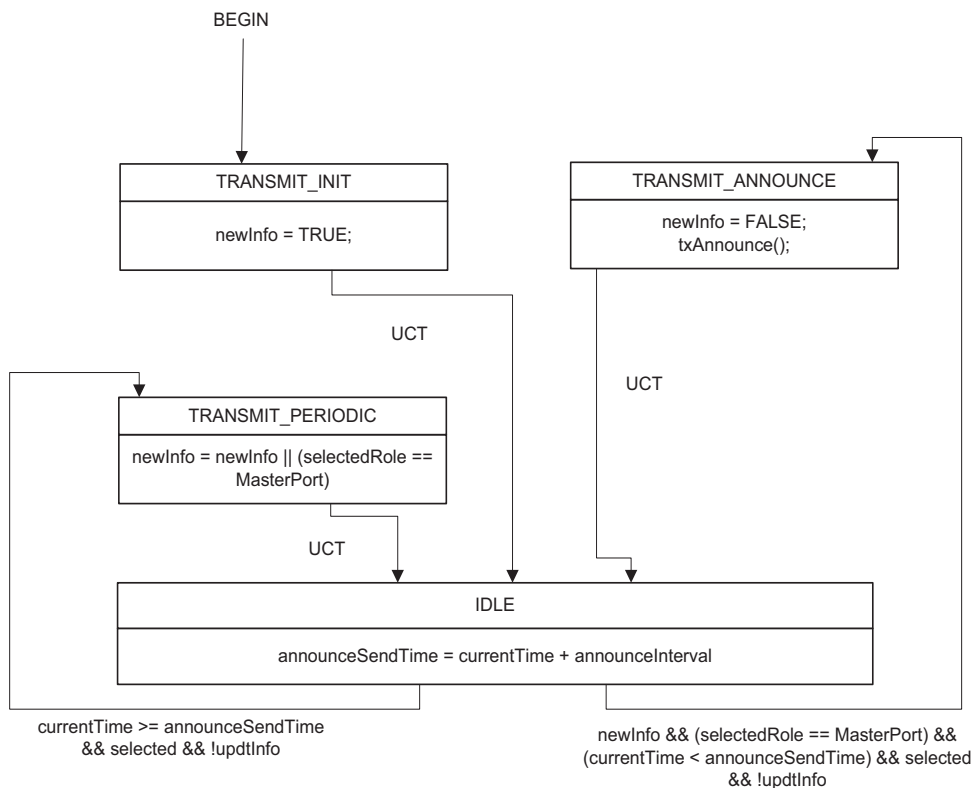 BEGIN
TRANSMIT_INIT
newInfo = TRUE;
TRANSMIT_ANNOUNCE
newInfo = FALSE;
txAnnounce();
UCT
UCT
TRANSMIT_PERIODIC
newInfo = newInfo || (selectedRole ==
MasterPort)
UCT
IDLE
announceSendTime = currentTime + announceInterval
currentTime >= announceSendTime
&& selected && !updtInfo
newInfo && (selectedRole == MasterPort) &&
(currentTime < announceSendTime) && selected
&& !updtInfo